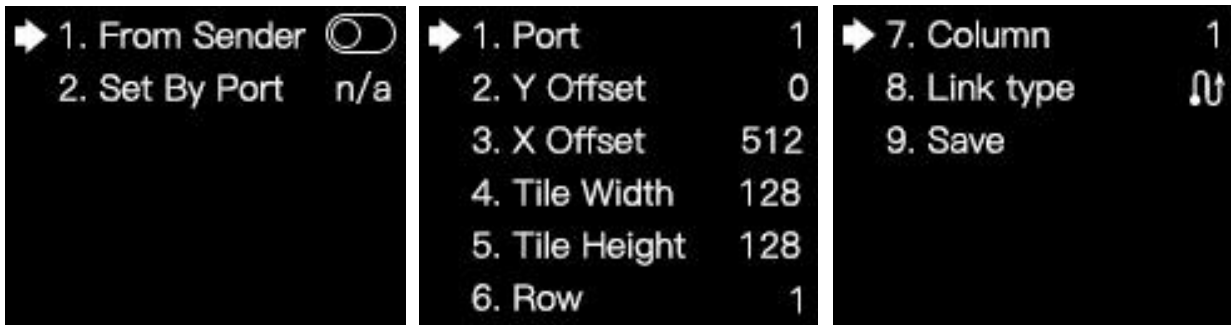 1. From Sender
2. Set By Port n/a
1. Port 1
2. Y Offset 0
3. X Offset 512
4. Tile Width 128
5. Tile Height 128
6. Row 1
7. Column 1
8. Link type
9. Save